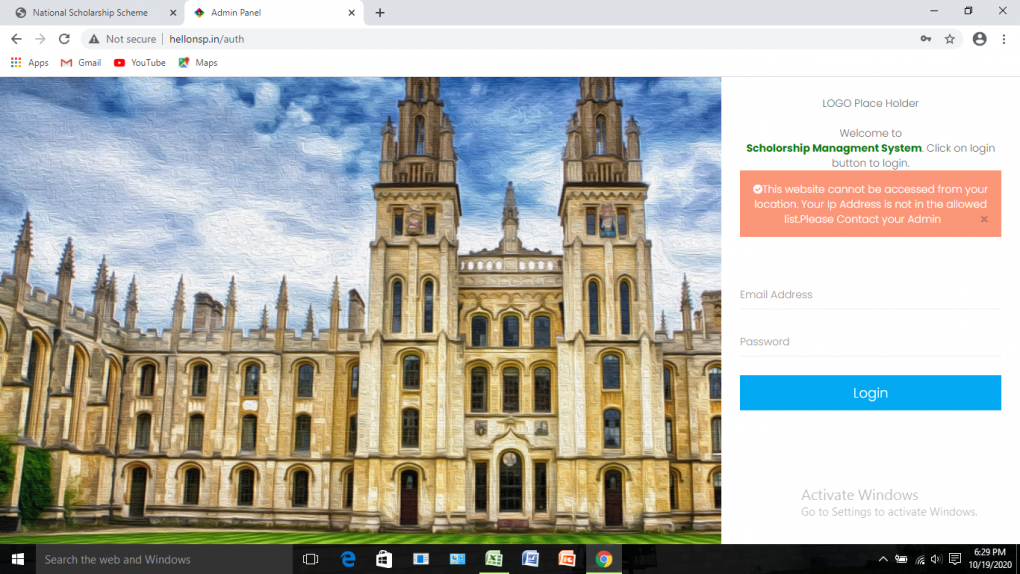 National Scholarship Scheme
Admin Panel
Not secure
hellonsp.in/auth
Apps
Gmail
YouTube
Maps
LOGO Place Holder
Welcome to
Scholorship Managment System. Click on login
button to login.
This website cannot be accessed from your
location. Your Ip Address is not in the allowed
list.Please Contact your Admin
Email Address
Password
Login
Activate Windows
Go to Settings to activate Windows.
Search the web and Windows
6:29 PM
10/19/2020